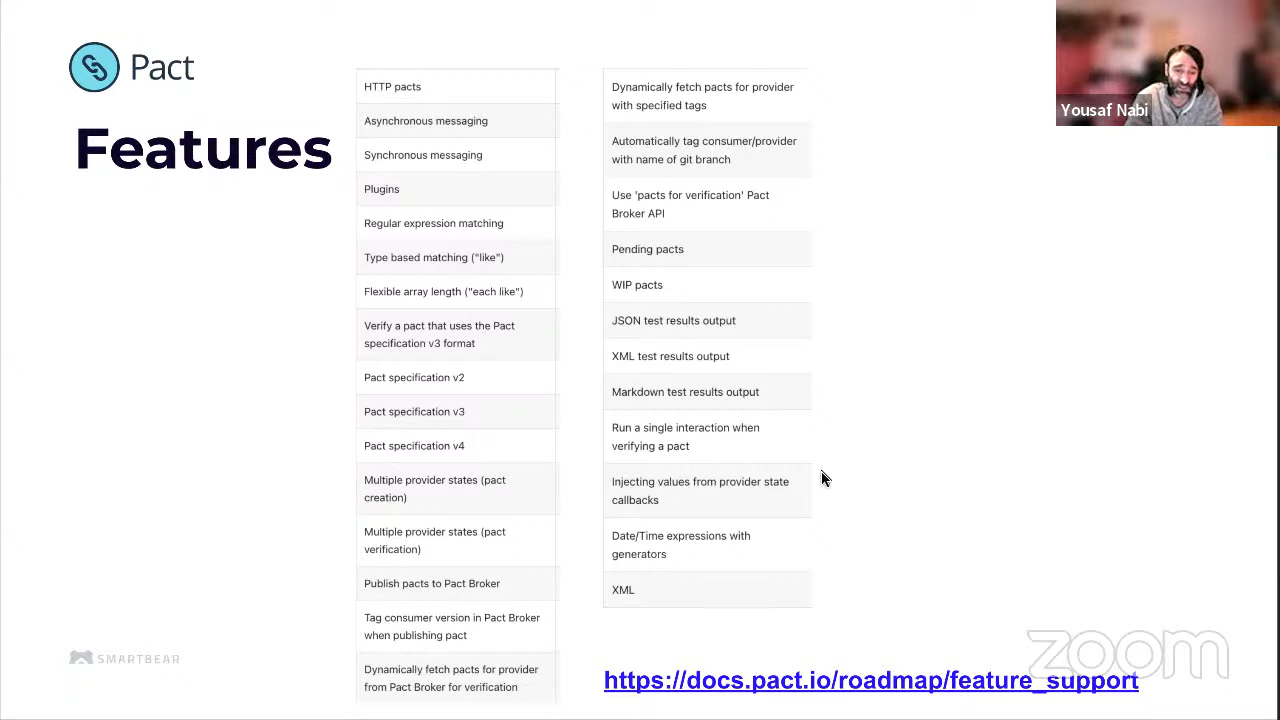 Pact
Features
HTTP pacts
Asynchronous messaging
Synchronous messaging
Plugins
Regular expression matching
Type based matching ("like")
Flexible array length ("each like")
Verify a pact that uses the Pact
specification v3 format
Pact specification v2
Pact specification v3
Pact specification v4
Multiple provider states (pact
creation)
Multiple provider states (pact
verification)
Publish pacts to Pact Broker
Tag consumer version in Pact Broker
when publishing pact
Dynamically fetch pacts for provider
from Pact Broker for verification
Dynamically fetch pacts for provider
with specified tags
Automatically tag consumer/provider
with name of git branch
Use 'pacts for verification' Pact
Broker API
Pending pacts
WIP pacts
JSON test results output
XML test results output
Markdown test results output
Run a single interaction when
verifying a pact
Injecting values from provider state
callbacks
Date/Time expressions with
generators
XML
Yousaf Nabi
SMARTBEAR
zoom
https://docs.pact.io/roadmap/feature_support